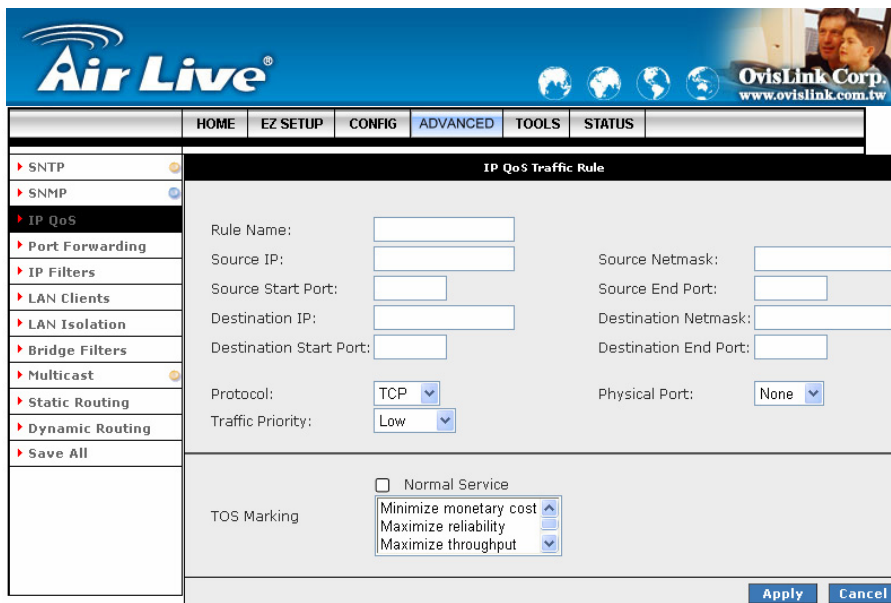 Air Live®
OvisLink Corp.
www.ovislink.com.tw
HOME EZ SETUP CONFIG ADVANCED TOOLS STATUS
SNTP
SNMP
IP QoS
Port Forwarding
IP Filters
LAN Clients
LAN Isolation
Bridge Filters
Multicast
Static Routing
Dynamic Routing
Save All
IP QoS Traffic Rule
Rule Name:
Source IP: Source Netmask:
Source Start Port: Source End Port:
Destination IP: Destination Netmask:
Destination Start Port: Destination End Port:
Protocol: TCP Physical Port: None
Traffic Priority: Low
Normal Service
TOS Marking
Minimize monetary cost
Maximize reliability
Maximize throughput
Apply Cancel